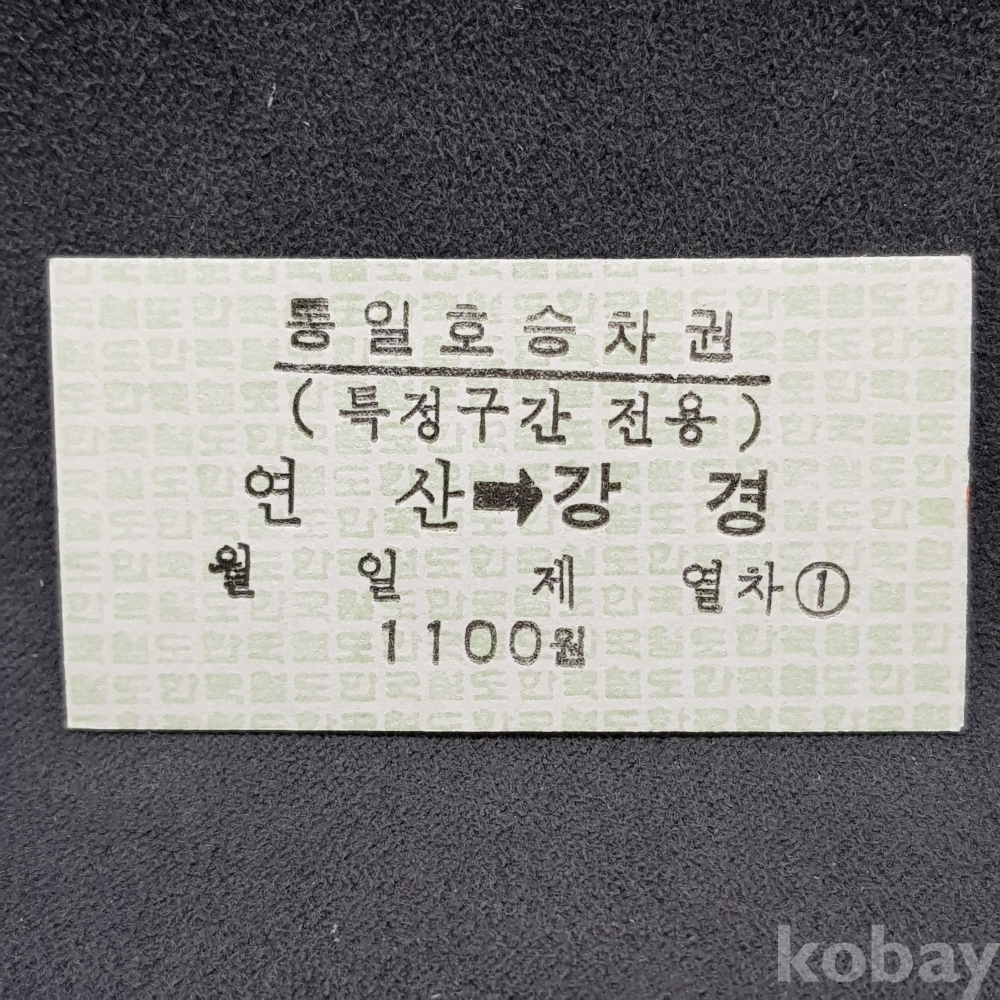 통일호승차권
(특정구간 전용)
연 산➡강 경
월 일 제 열차①
1100원
kobay